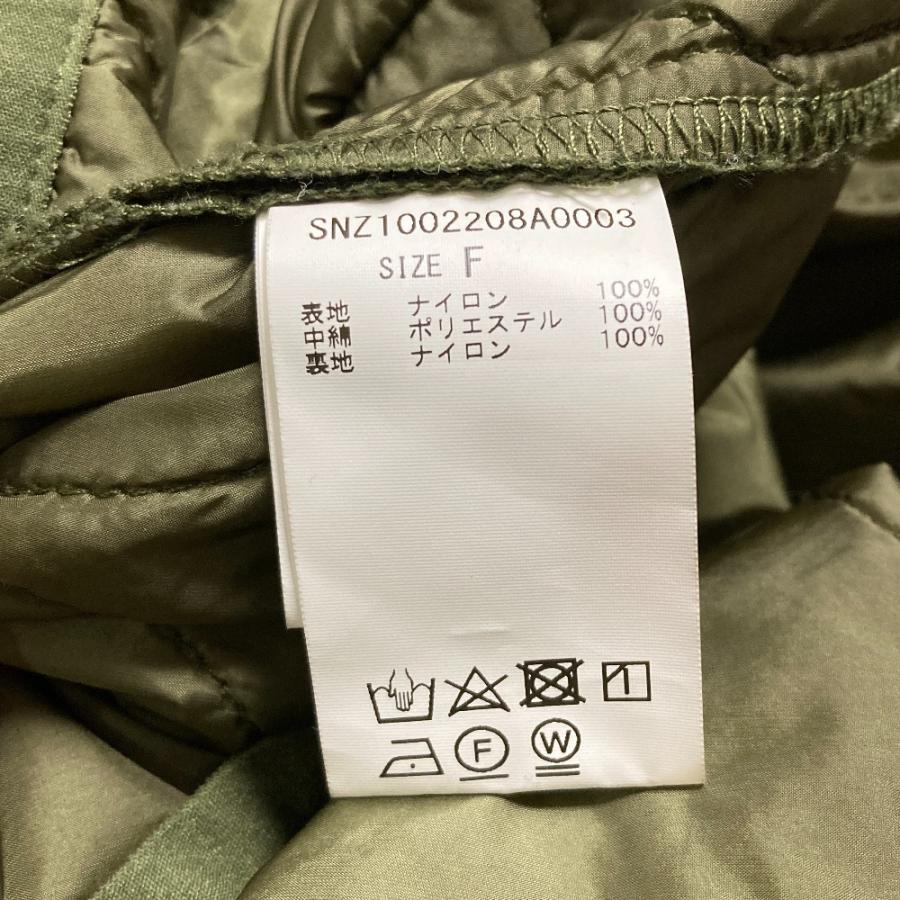 SNZ1002208A0003
SIZE F
表地 ナイロン 100%
中綿 ポリエステル 100%
裏地 ナイロン 100%
F W